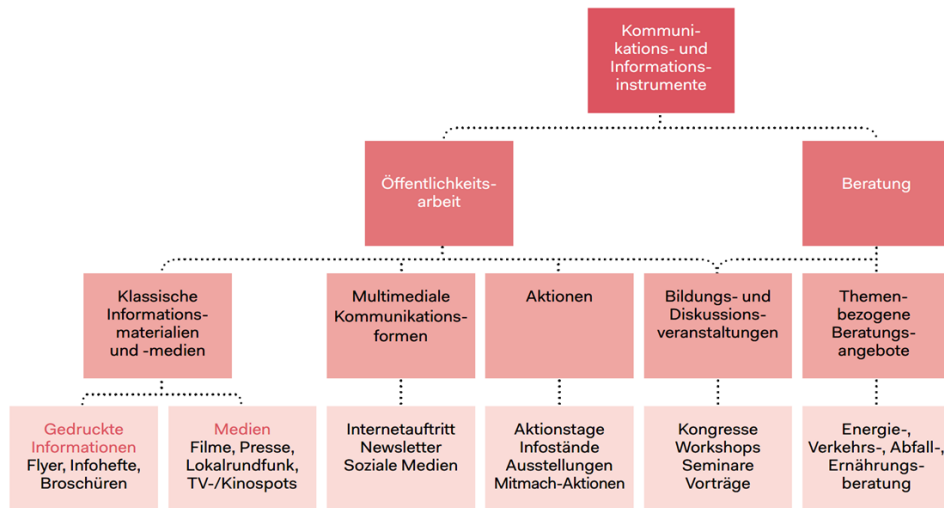 Kommuni-
kations- und
Informations-
instrumente
Öffentlichkeits-
arbeit
Beratung
Klassische
Informations-
materialien
und -medien
Multimediale
Kommunikations-
formen
Aktionen
Bildungs- und
Diskussions-
veranstaltungen
Themen-
bezogene
Beratungs-
angebote
Gedruckte
Informationen
Flyer, Infohefte,
Broschüren
Medien
Filme, Presse,
Lokalrundfunk,
TV-/Kinospots
Internetauftritt
Newsletter
Soziale Medien
Aktionstage
Infostände
Ausstellungen
Mitmach-Aktionen
Kongresse
Workshops
Seminare
Vorträge
Energie-,
Verkehrs-, Abfall-,
Ernährungs-
beratung